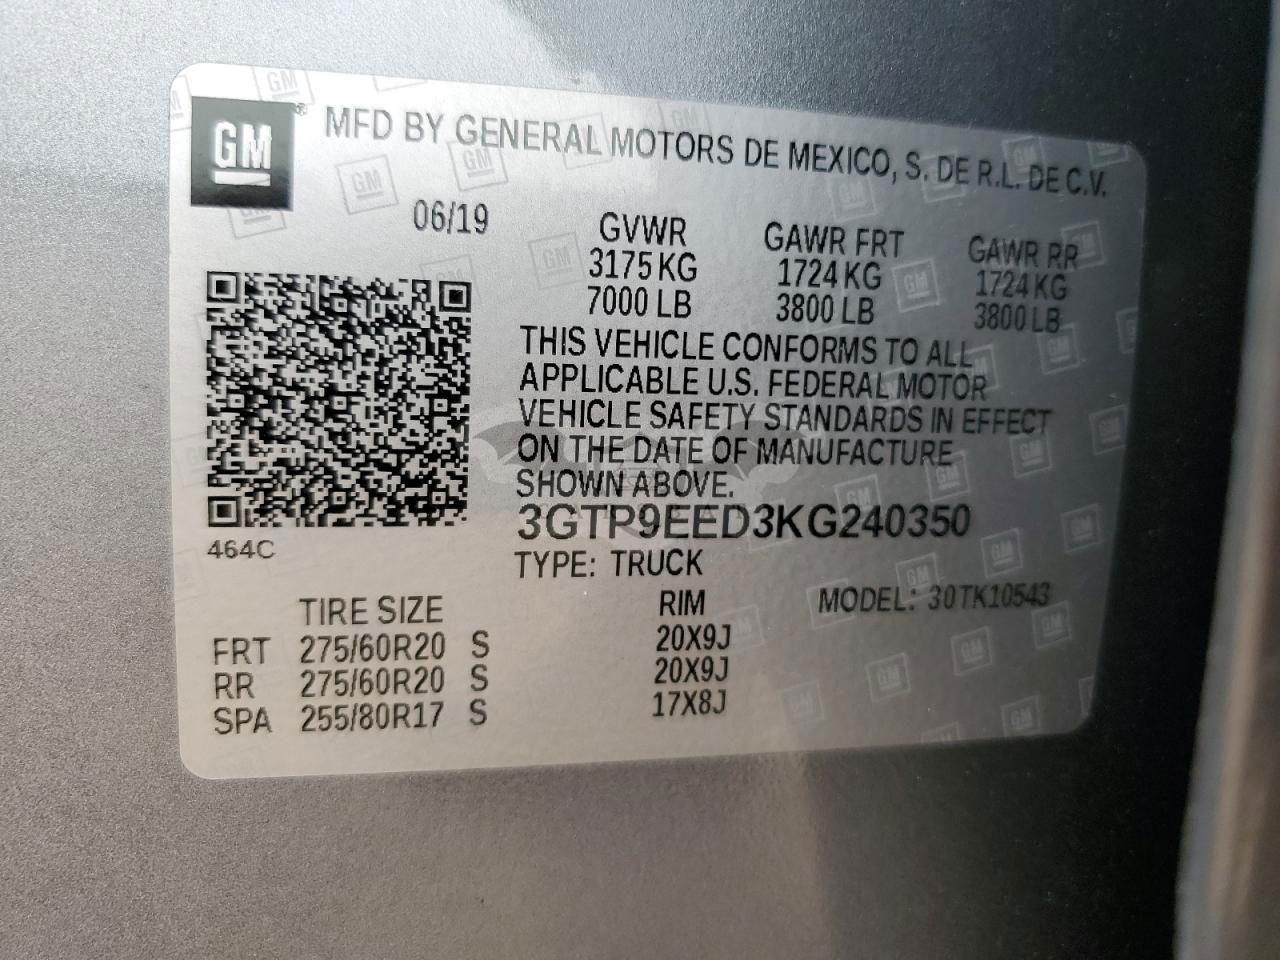 GM ® MFD BY GENERAL MOTORS DE MEXICO, S. DE R.L. DE C.V.
06/19
GVWR GAWR FRT GAWR RR
3175 KG 1724 KG 1724 KG
7000 LB 3800 LB 3800 LB
THIS VEHICLE CONFORMS TO ALL
APPLICABLE U.S. FEDERAL MOTOR
VEHICLE SAFETY STANDARDS IN EFFECT
ON THE DATE OF MANUFACTURE
SHOWN ABOVE.
3GTP9EED3KG240350
464C
TYPE: TRUCK
TIRE SIZE RIM MODEL: 30TK10543
FRT 275/60R20 S 20X9J
RR 275/60R20 S 20X9J
SPA 255/80R17 S 17X8J